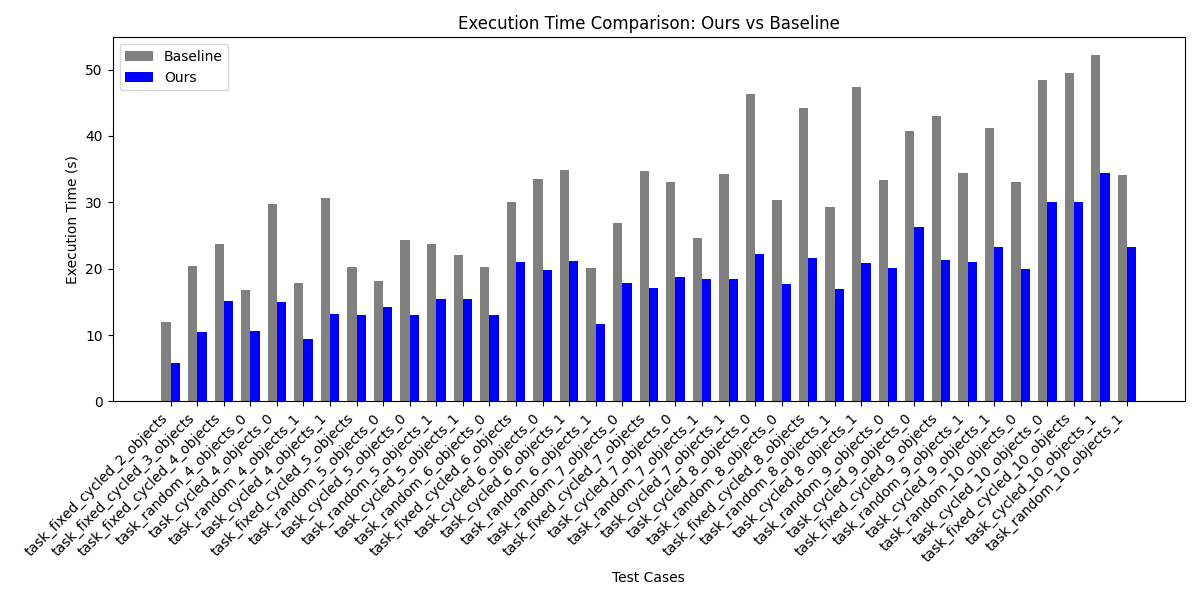 Execution Time Comparison: Ours vs Baseline
Baseline
Ours
Execution Time (s)
50
40
30
20
10
0
task_fixed_cycled_2_objects
task_fixed_cycled_3_objects
task_fixed_cycled_4_objects
task_random_4_objects_0
task_cycled_4_objects_0
task_random_4_objects_1
task_cycled_4_objects_1
task_fixed_cycled_5_objects
task_random_5_objects_0
task_cycled_5_objects_0
task_random_5_objects_1
task_cycled_5_objects_1
task_random_6_objects_0
task_fixed_cycled_6_objects
task_cycled_6_objects_0
task_cycled_6_objects_1
task_random_6_objects_1
task_random_7_objects_0
task_fixed_cycled_7_objects
task_cycled_7_objects_0
task_random_7_objects_1
task_cycled_7_objects_1
task_cycled_8_objects_0
task_random_8_objects_0
task_fixed_cycled_8_objects
task_random_8_objects_1
task_cycled_8_objects_1
task_random_9_objects_0
task_cycled_9_objects_0
task_fixed_cycled_9_objects
task_random_9_objects_1
task_cycled_9_objects_1
task_random_10_objects_0
task_cycled_10_objects_0
task_fixed_cycled_10_objects
task_cycled_10_objects_1
task_random_10_objects_1
Test Cases